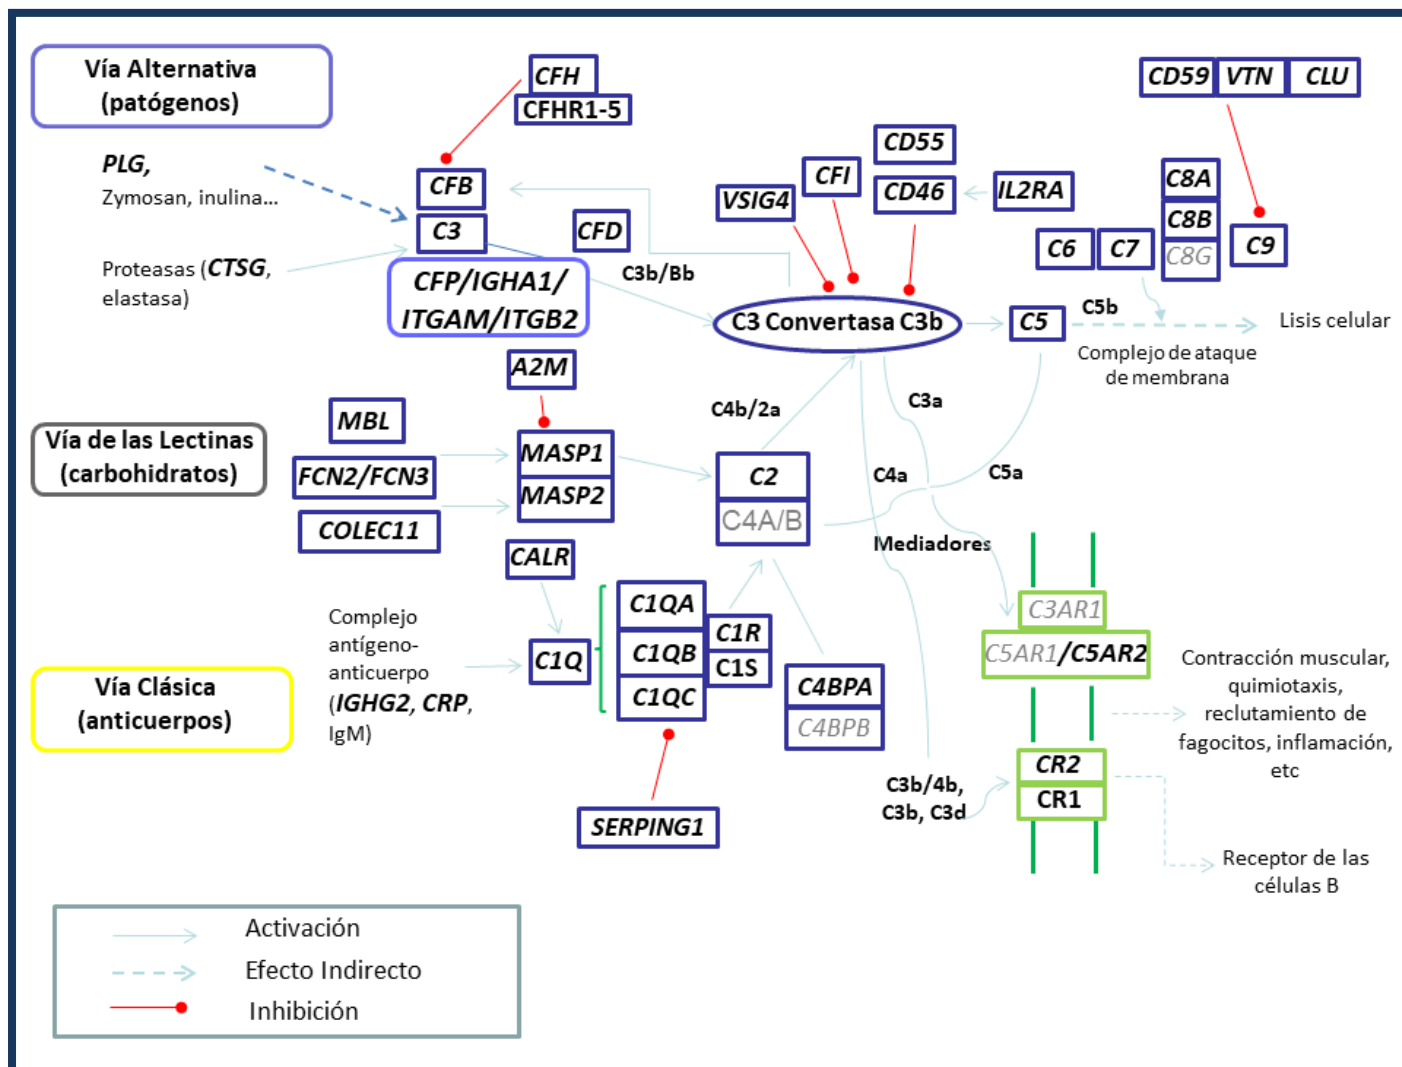 Vía Alternativa
(patógenos)
CFH
CFHR1-5
CD59
VTN
CLU
PLG,
Zymosan, inulina...
CFB
C3
CFD
C3b/Bb
VSIG4
CFI
CD55
CD46
IL2RA
C8A
C8B
C8G
C6
C7
C9
Proteasas (CTSG,
elastasa)
CFP/IGHA1/
ITGAM/ITGB2
C3 Convertasa C3b
C5
C5b
Lisis celular
Complejo de ataque
de membrana
A2M
C4b/2a
C3a
Vía de las Lectinas
(carbohidratos)
MBL
FCN2/FCN3
COLEC11
MASP1
MASP2
C2
C4A/B
C4a
C5a
Mediadores
CALR
Complejo
antígeno-
anticuerpo
(IGHG2, CRP,
IgM)
C1Q
C1QA
C1QB
C1QC
C1R
C1S
C4BPA
C4BPB
C3AR1
C5AR1/C5AR2
Vía Clásica
(anticuerpos)
Contracción muscular,
quimiotaxis,
reclutamiento de
fagocitos, inflamación,
etc
SERPING1
C3b/4b,
C3b, C3d
CR2
CR1
Receptor de las
células B
Activación
Efecto Indirecto
Inhibición